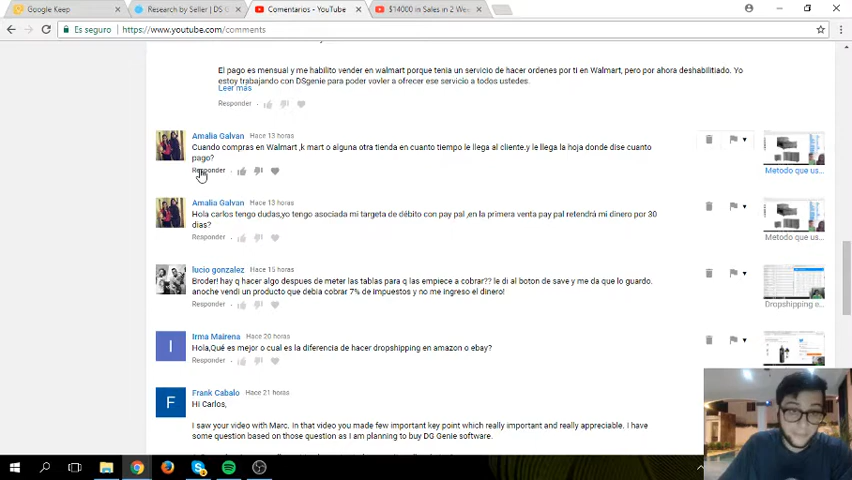 Google Keep
Research by Seller | DS G
Comentarios - YouTube
$14000 in Sales in 2 We
Es seguro
https://www.youtube.com/comments
El pago es mensual y me habilito vender en walmart porque tenia un servicio de hacer ordenes por ti en Walmart, pero por ahora deshabilitiado. Yo
estoy trabajando con DSgenie para poder vovler a ofrecer ese servicio a todos ustedes.
Leer más
Responder
Amalia Galvan Hace 13 horas
Cuando compras en Walmart ,k mart o alguna otra tienda en cuanto tiempo le llega al cliente.y le llega la hoja donde dise cuanto
pago?
Responder
Metodo que us...
Amalia Galvan Hace 13 horas
Hola carlos tengo dudas,yo tengo asociada mi targeta de débito con pay pal ,en la primera venta pay pal retendrá mi dinero por 30
dias?
Responder
Metodo que us...
lucio gonzalez Hace 15 horas
Broder! hay q hacer algo despues de meter las tablas para q las empiece a cobrar?? le di al boton de save y me da que lo guardo.
anoche vendi un producto que debia cobrar 7% de impuestos y no me ingreso el dinero!
Responder
Dropshipping e...
I
Irma Mairena Hace 20 horas
Hola,Qué es mejor o cual es la diferencia de hacer dropshipping en amazon o ebay?
Responder
F
Frank Cabalo Hace 21 horas
Hi Carlos,
I saw your video with Marc. In that video you made few important key point which really important and really appreciable. I have
some question based on those question as I am planning to buy DG Genie software.